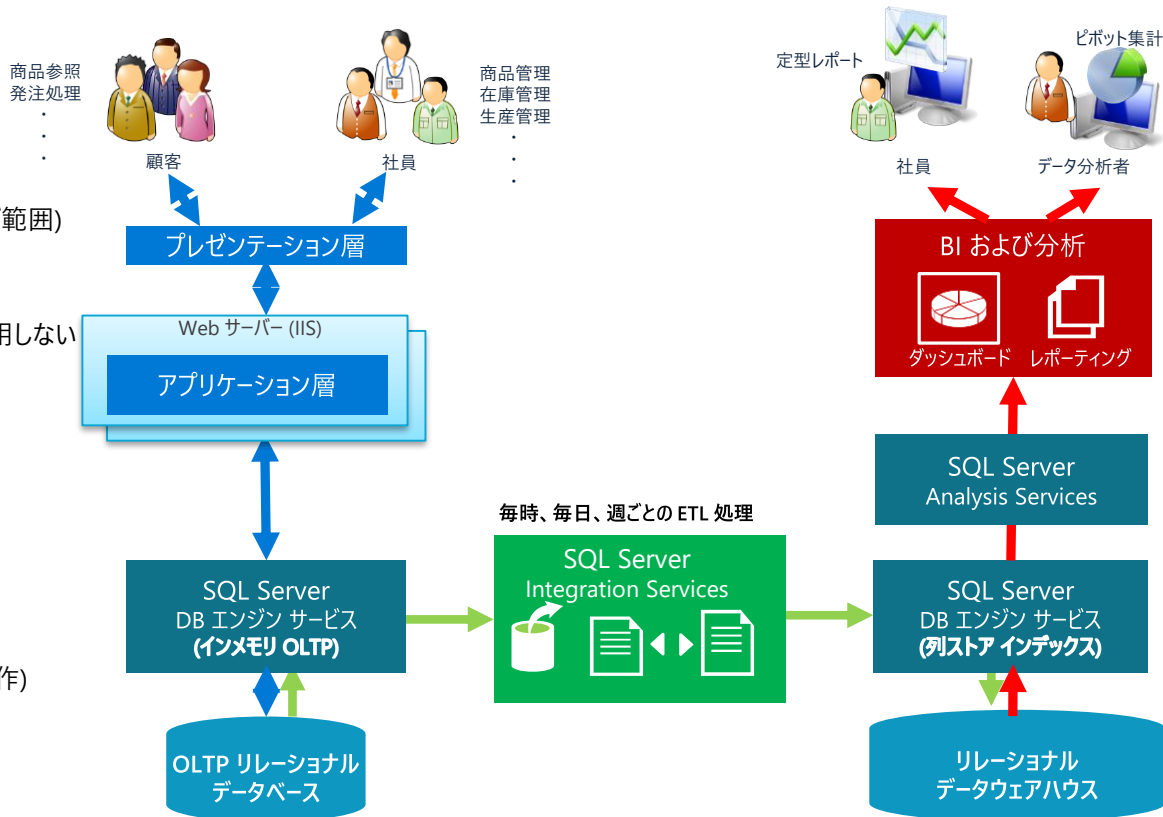 商品参照
発注処理
・
・
・
顧客
社員
商品管理
在庫管理
生産管理
・
・
・
定型レポート
ピボット集計
社員
データ分析者
範囲)
プレゼンテーション層
BI および分析
ダッシュボード
レポーティング
用しない
Web サーバー (IIS)
アプリケーション層
SQL Server
Analysis Services
毎時、毎日、週ごとの ETL 処理
SQL Server
Integration Services
SQL Server
DB エンジン サービス
(インメモリ OLTP)
SQL Server
DB エンジン サービス
(列ストア インデックス)
作)
OLTP リレーショナル
データベース
リレーショナル
データウェアハウス